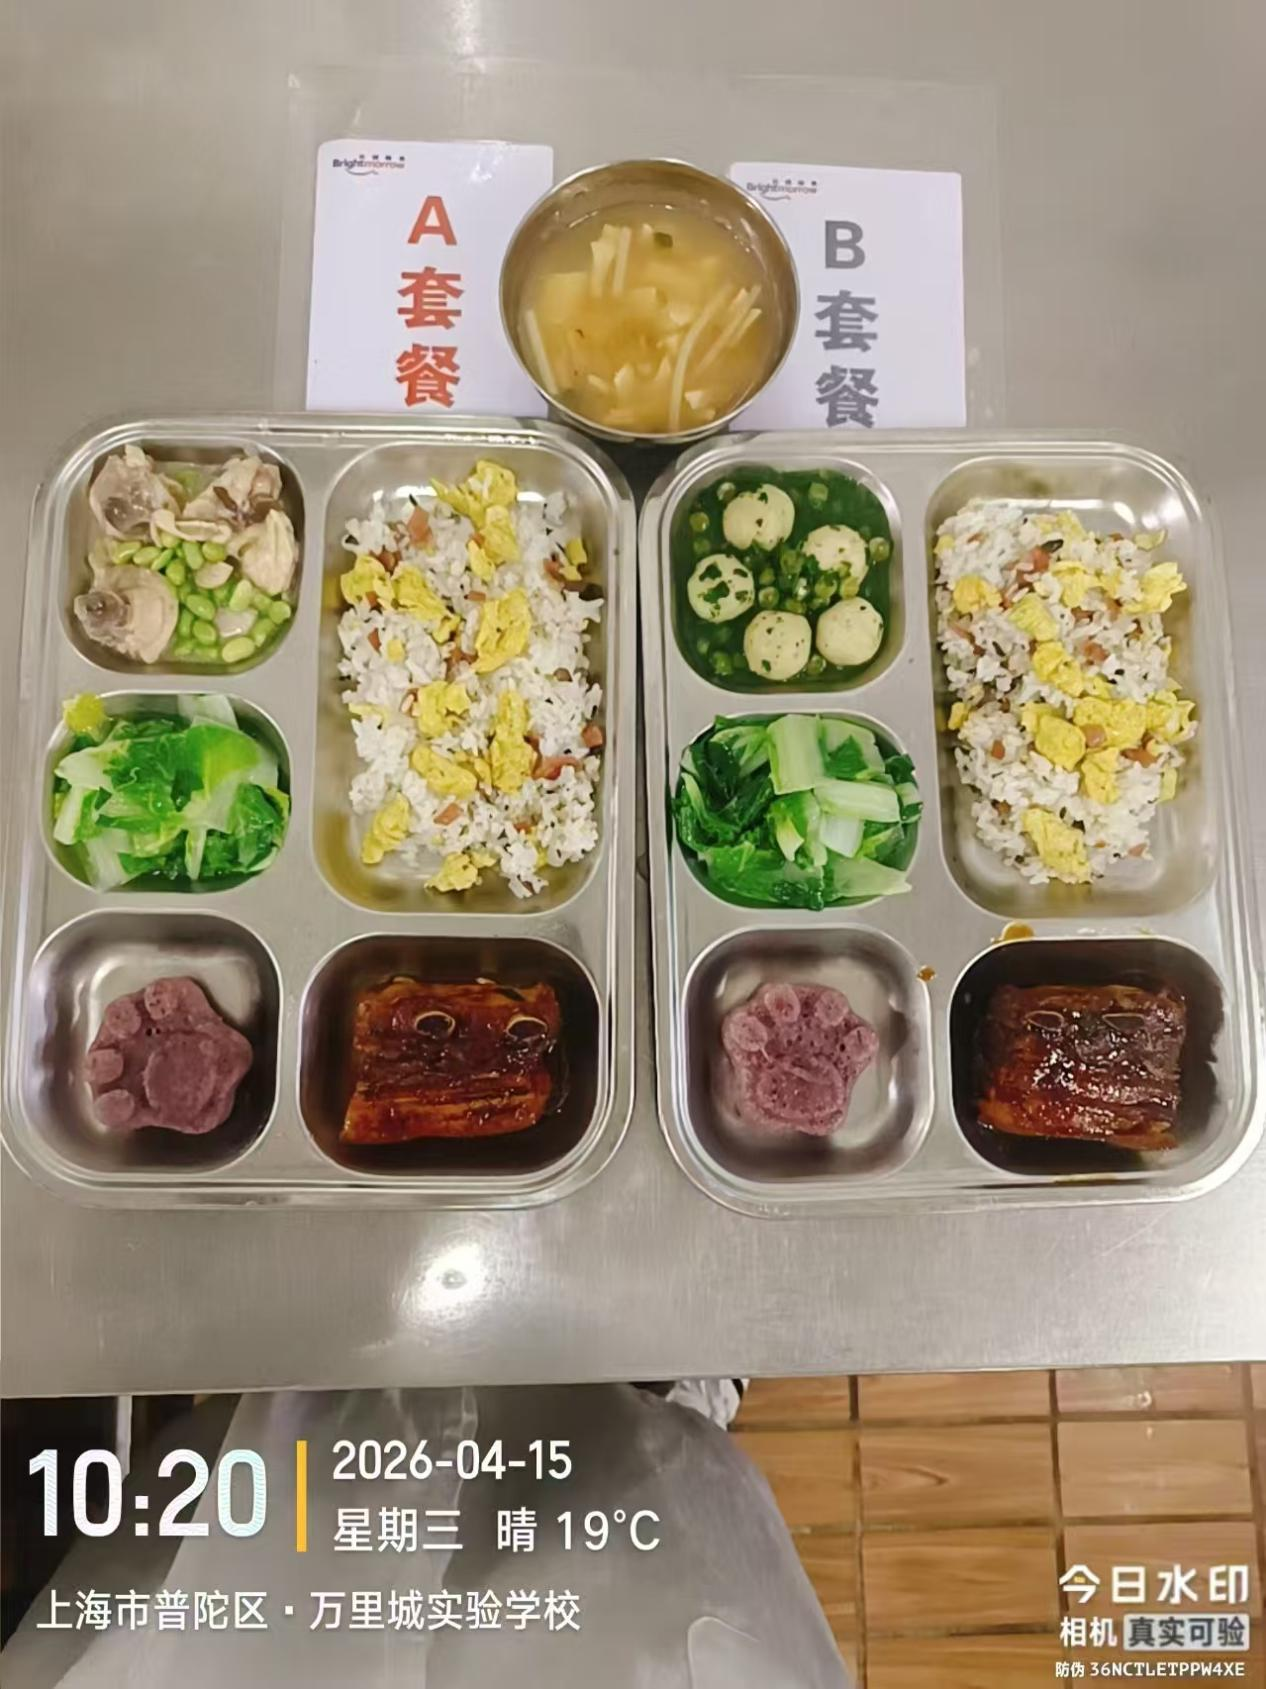 Brightmorrow
A
套
餐
Brightmorrow
B
套
餐
10:20
2026-04-15
星期三 晴 19°C
上海市普陀区·万里城实验学校
今日水印
相机 真实可验
防伪 36NCTLETPPW4XE